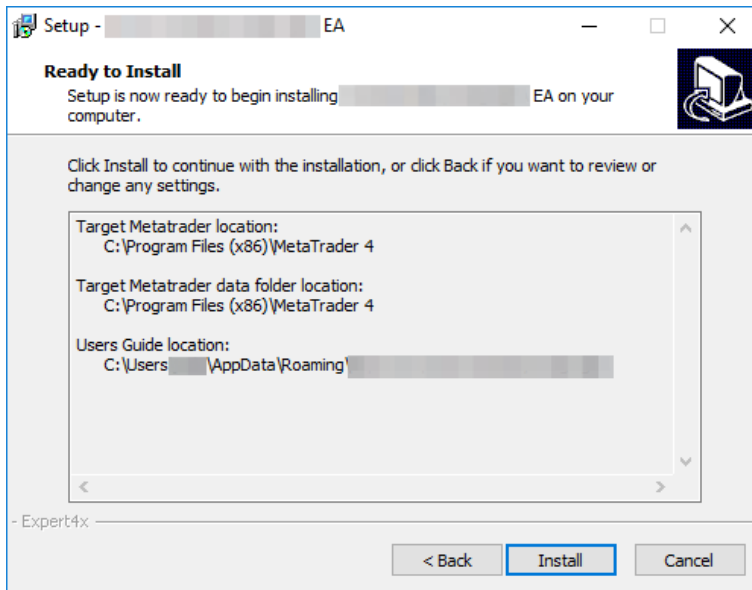 Setup - EA
Ready to Install
Setup is now ready to begin installing EA on your
computer.
Click Install to continue with the installation, or click Back if you want to review or
change any settings.
Target Metatrader location:
C:\Program Files (x86)\MetaTrader 4
Target Metatrader data folder location:
C:\Program Files (x86)\MetaTrader 4
Users Guide location:
C:\Users \AppData\Roaming\
- Expert4x
< Back Install Cancel